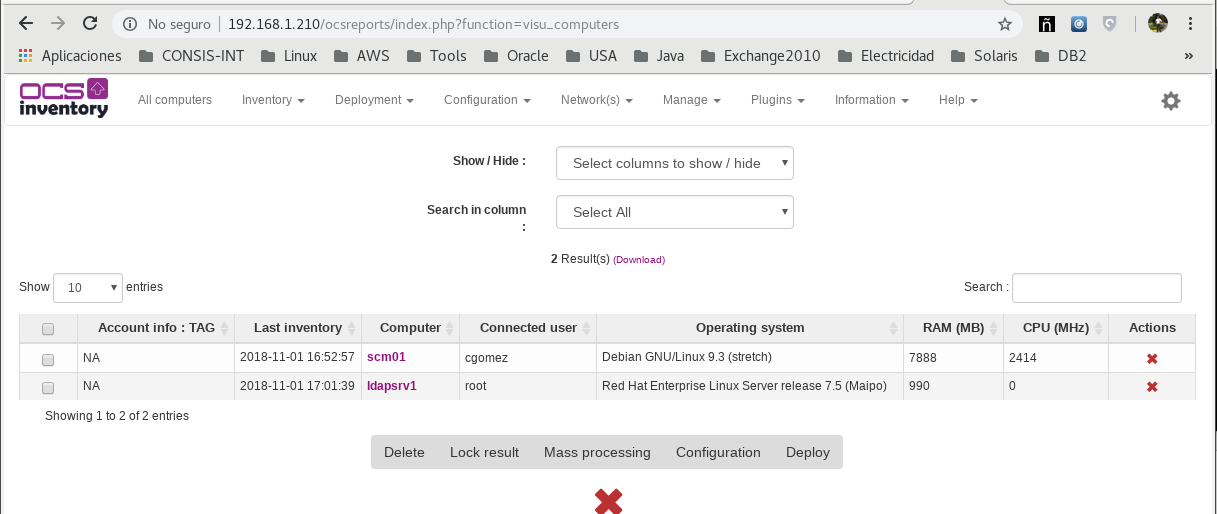 No seguro | 192.168.1.210/ocsreports/index.php?function=visu_computers ñ
Aplicaciones CONSIS-INT Linux AWS Tools Oracle USA Java Exchange2010 Electricidad Solaris DB2 »
OCS inventory All computers Inventory Deployment Configuration Network(s) Manage Plugins Information Help
Show / Hide : Select columns to show / hide
Search in column : Select All
2 Result(s) (Download)
Show 10 entries Search :
Account info : TAG Last inventory Computer Connected user Operating system RAM (MB) CPU (MHz) Actions
NA 2018-11-01 16:52:57 scm01 cgomez Debian GNU/Linux 9.3 (stretch) 7888 2414
NA 2018-11-01 17:01:39 ldapsrv1 root Red Hat Enterprise Linux Server release 7.5 (Maipo) 990 0
Showing 1 to 2 of 2 entries
Delete Lock result Mass processing Configuration Deploy